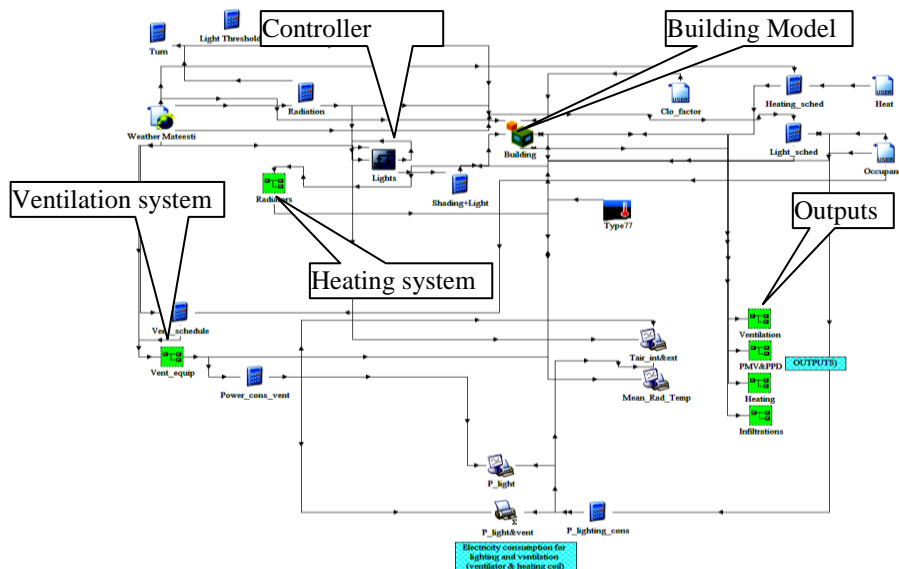 Controller
Building Model
Light Threshold
Turn
Radiation
Clo_factor
Heating_sched
Heat
Weather Mateesti
Building
Light_sched
Lights
Occupanc
Ventilation system
Radiators
Shading+Light
Type77
Outputs
Heating system
Vent_schedule
Ventilation
Tair_int&ext
Vent_equip
PMV&PPD
OUTPUTS)
Power_cons_vent
Mean_Rad_Temp
Heating
Infiltrations
P_light
P_light&vent
P_lighting_cons
Electricity consumption for
lighting and ventilation
(ventilator & heating coil)